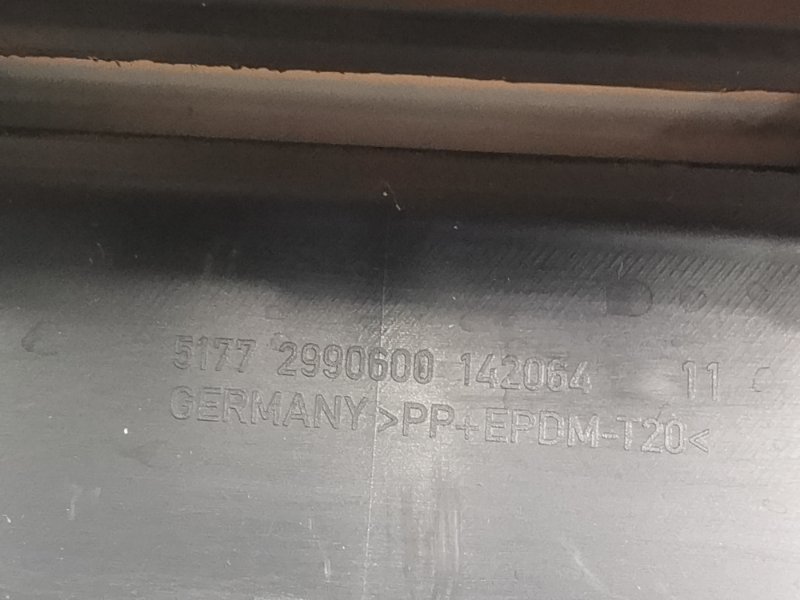 5177 2990600 142064 11
GERMANY >PP+EPDM-T20<